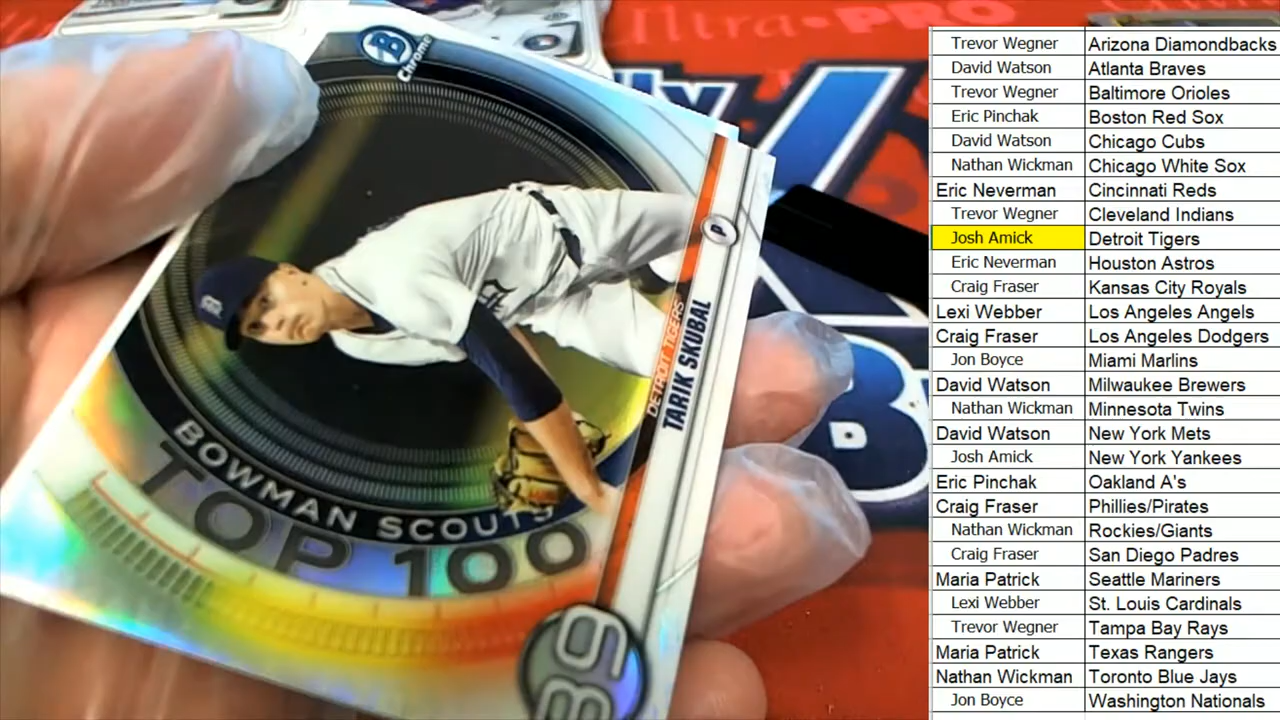 Ultra•PRO
B
Chrome
P
DETROIT TIGERS
TARIK SKUBAL
BOWMAN SCOUTS
TOP 100
89
Trevor Wegner Arizona Diamondbacks
David Watson Atlanta Braves
Trevor Wegner Baltimore Orioles
Eric Pinchak Boston Red Sox
David Watson Chicago Cubs
Nathan Wickman Chicago White Sox
Eric Neverman Cincinnati Reds
Trevor Wegner Cleveland Indians
Josh Amick Detroit Tigers
Eric Neverman Houston Astros
Craig Fraser Kansas City Royals
Lexi Webber Los Angeles Angels
Craig Fraser Los Angeles Dodgers
Jon Boyce Miami Marlins
David Watson Milwaukee Brewers
Nathan Wickman Minnesota Twins
David Watson New York Mets
Josh Amick New York Yankees
Eric Pinchak Oakland A's
Craig Fraser Phillies/Pirates
Nathan Wickman Rockies/Giants
Craig Fraser San Diego Padres
Maria Patrick Seattle Mariners
Lexi Webber St. Louis Cardinals
Trevor Wegner Tampa Bay Rays
Maria Patrick Texas Rangers
Nathan Wickman Toronto Blue Jays
Jon Boyce Washington Nationals